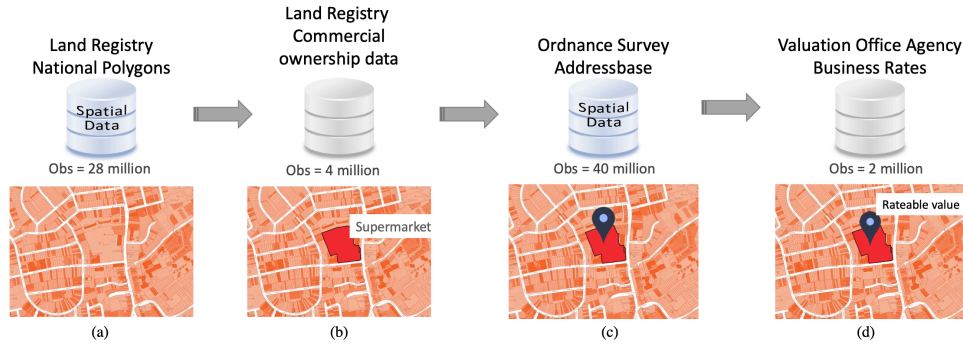 Land Registry
National Polygons
Spatial
Data
Obs = 28 million
(a)
Land Registry
Commercial
ownership data
Obs = 4 million
Supermarket
(b)
Ordnance Survey
Addressbase
Spatial
Data
Obs = 40 million
(c)
Valuation Office Agency
Business Rates
Obs = 2 million
Rateable value
(d)